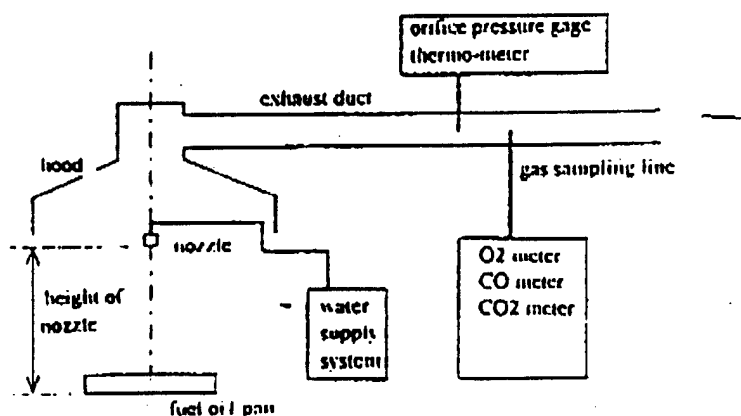 orifice pressure gage
thermo-meter
exhaust duct
hood
gas sampling line
nozzle
O2 meter
CO meter
CO2 meter
height of
nozzle
water
supply
system
fuel oil pan